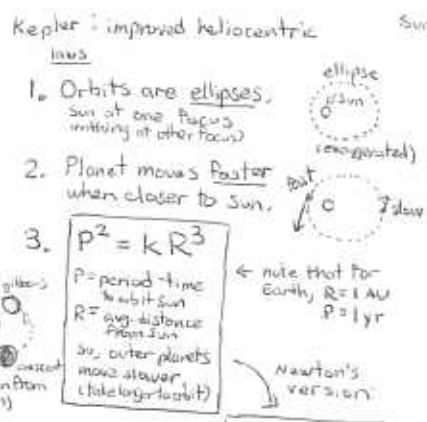 Kepler: improved heliocentric
laws
1. Orbits are ellipses.
Sun at one focus
(nothing at other focus)
ellipse
sun
(exaggerated)
2. Planet moves faster
when closer to Sun.
fast
slow
3. P² = k R³
P = period - time
to orbit sun
R = avg. distance
from sun
so, outer planets
move slower
(take longer to orbit)
← note that for
Earth, R = 1 AU
P = 1 yr
Newton's
version